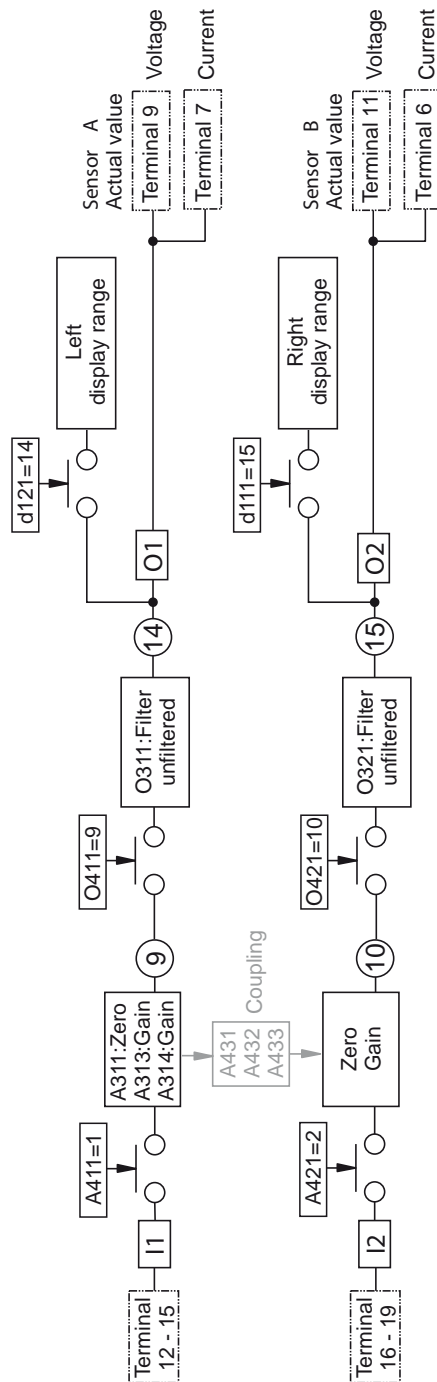 Terminal
12 - 15
I1
A411=1
A311:Zero
A313:Gain
A314:Gain
9
O411=9
O311:Filter
unfiltered
14
O1
d121=14
Left
display range
Sensor A
Actual value
Terminal 9
Voltage
Terminal 7
Current
A431
A432
A433
Coupling
Terminal
16 - 19
I2
A421=2
Zero
Gain
10
O421=10
O321:Filter
unfiltered
15
O2
d111=15
Right
display range
Sensor B
Actual value
Terminal 11
Voltage
Terminal 6
Current